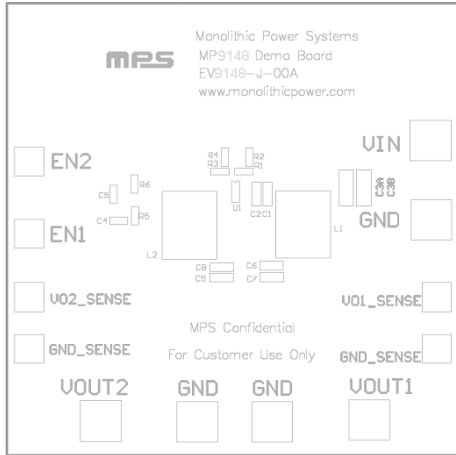 mps
Monolithic Power Systems
MP9148 Demo Board
EV9148-J-00A
www.monolithicpower.com
VIN
R4
R2
R3
R1
EN2
R6
C5
U1
C2
C1
C3A
C3B
GND
C4
R5
EN1
L2
L1
C8
C6
C9
C7
VO2_SENSE
VO1_SENSE
MPS Confidential
GND_SENSE
GND_SENSE
For Customer Use Only
VOUT2
GND
GND
VOUT1